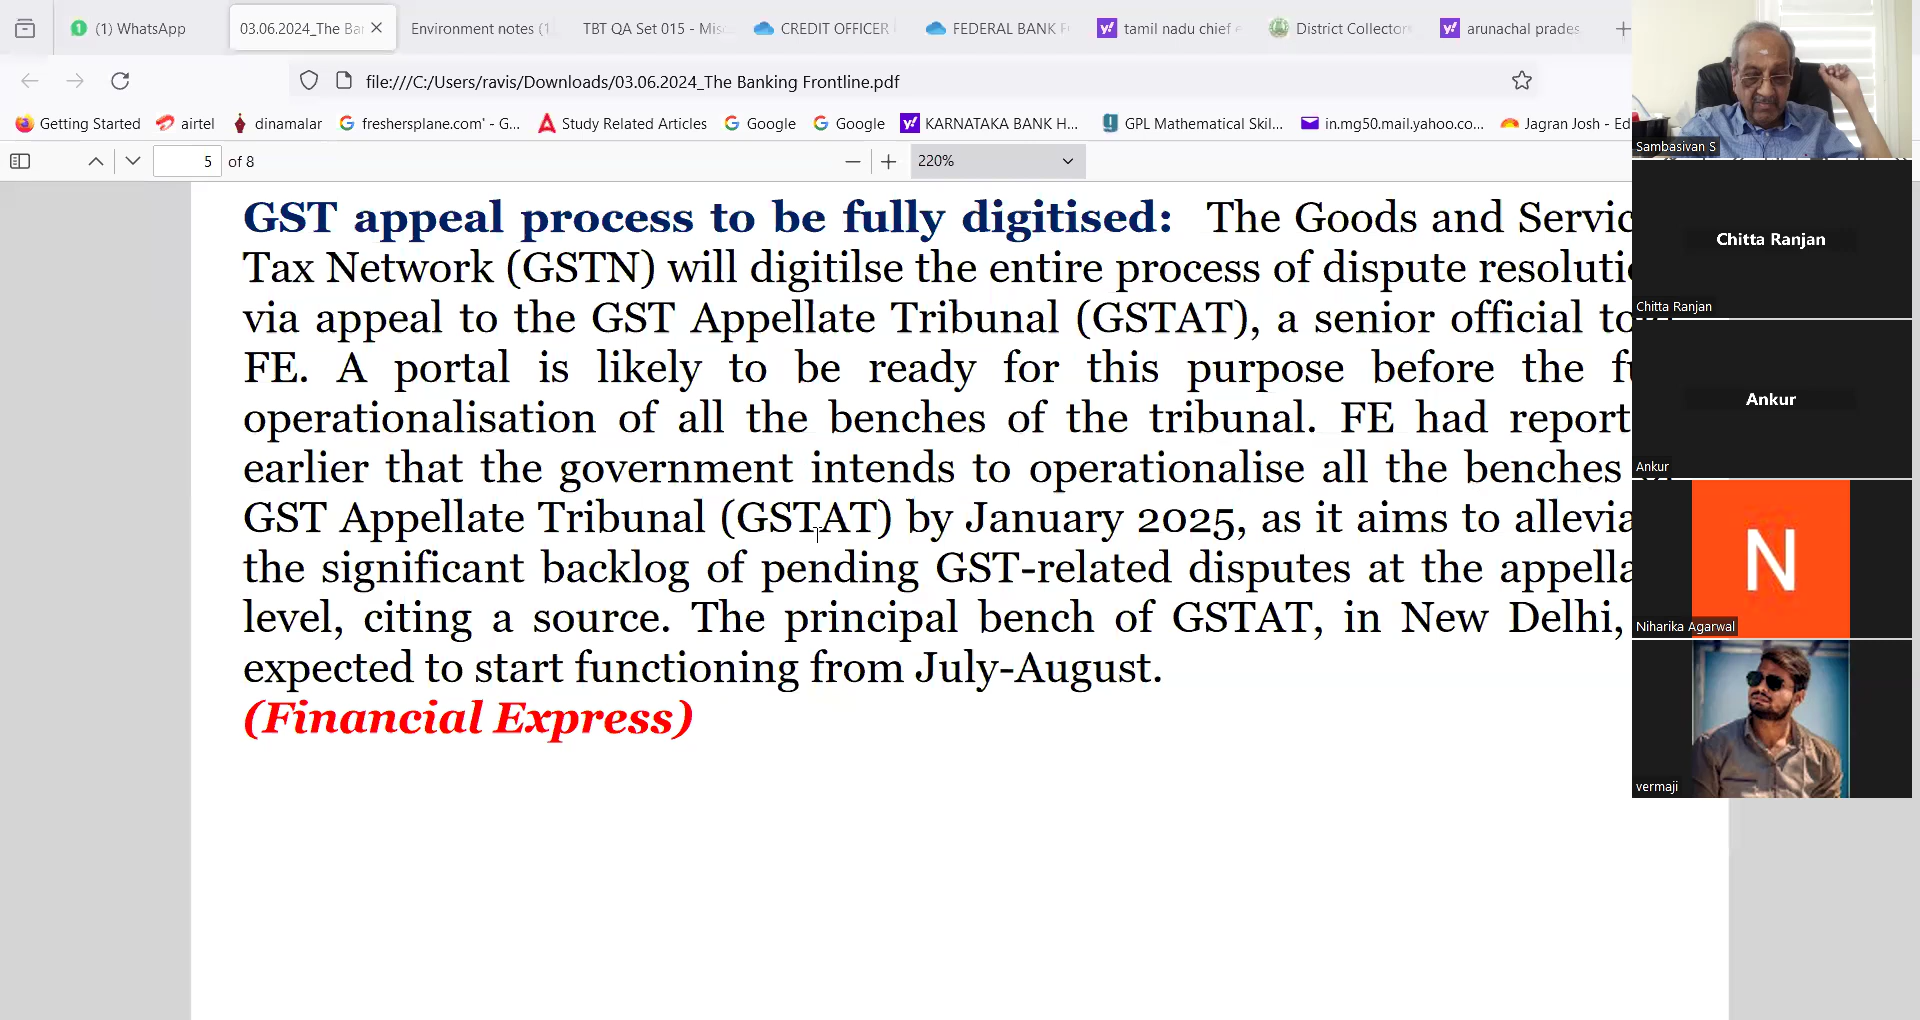 (1) WhatsApp
03.06.2024_The Ba
Environment notes (1
TBT QA Set 015 - Misc
CREDIT OFFICER
FEDERAL BANK F
tamil nadu chief e
District Collector
arunachal prades
file:///C:/Users/ravis/Downloads/03.06.2024_The Banking Frontline.pdf
Getting Started
airtel
dinamalar
freshersplane.com' - G...
Study Related Articles
Google
Google
KARNATAKA BANK H...
GPL Mathematical Skil...
in.mg50.mail.yahoo.co...
Jagran Josh - Ed
5 of 8
220%
GST appeal process to be fully digitised: The Goods and Servic
Tax Network (GSTN) will digitilse the entire process of dispute resoluti
via appeal to the GST Appellate Tribunal (GSTAT), a senior official to
FE. A portal is likely to be ready for this purpose before the fu
operationalisation of all the benches of the tribunal. FE had report
earlier that the government intends to operationalise all the benches
GST Appellate Tribunal (GSTAT) by January 2025, as it aims to allevia
the significant backlog of pending GST-related disputes at the appella
level, citing a source. The principal bench of GSTAT, in New Delhi,
expected to start functioning from July-August.
(Financial Express)
Sambasivan S
Chitta Ranjan
Chitta Ranjan
Ankur
Ankur
N
Niharika Agarwal
vermaji